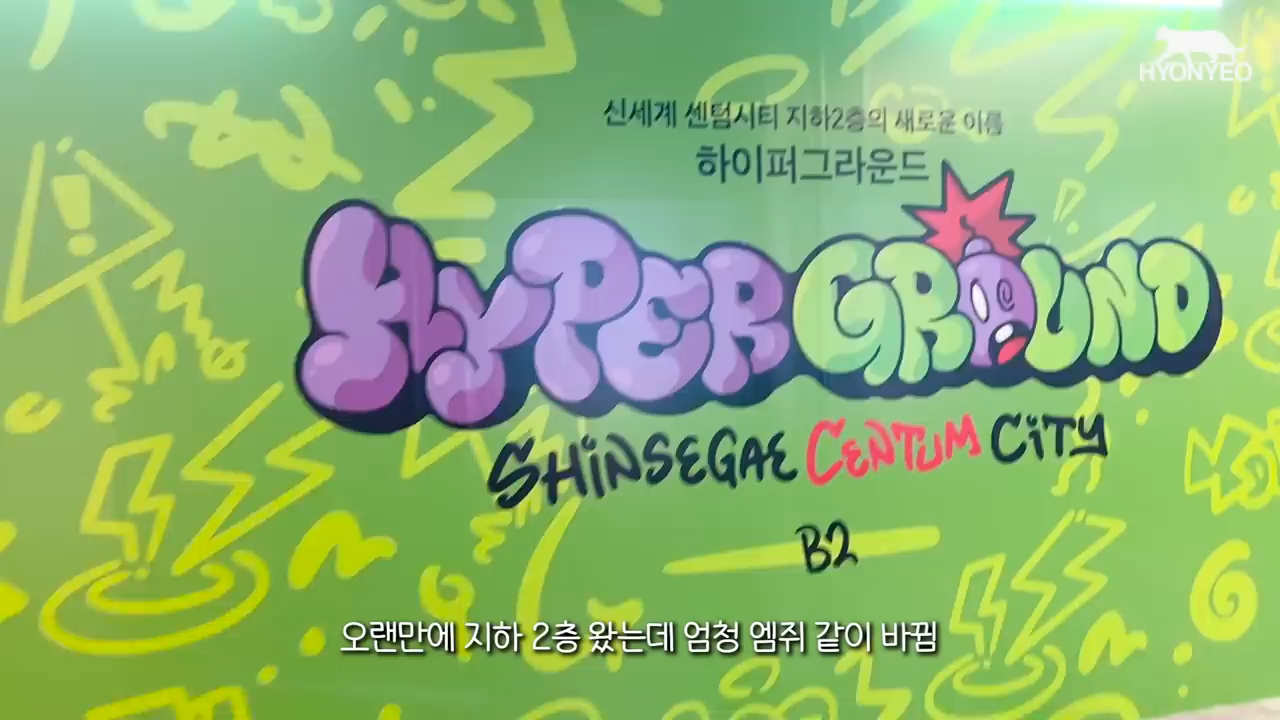 HYONYEO
신세계 센텀시티 지하2층의 새로운 이름
하이퍼그라운드
HYPER GROUND
SHINSEGAE CENTUM CITY
B2
오랜만에 지하 2층 왔는데 엄청 엠쥐 같이 바뀜